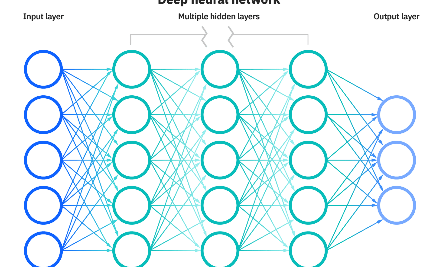 Deep neural network
Input layer
Multiple hidden layers
Output layer